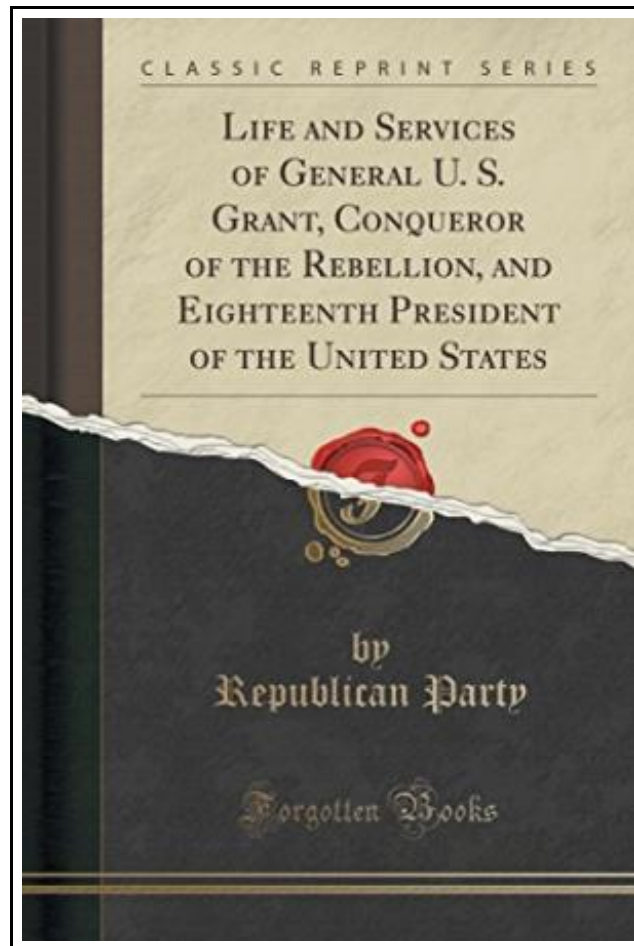 CLASSIC REPRINT SERIES
LIFE AND SERVICES
OF GENERAL U. S.
GRANT, CONQUEROR
OF THE REBELLION, AND
EIGHTEENTH PRESIDENT
OF THE UNITED STATES
F
by
Republican Party
Forgotten Books